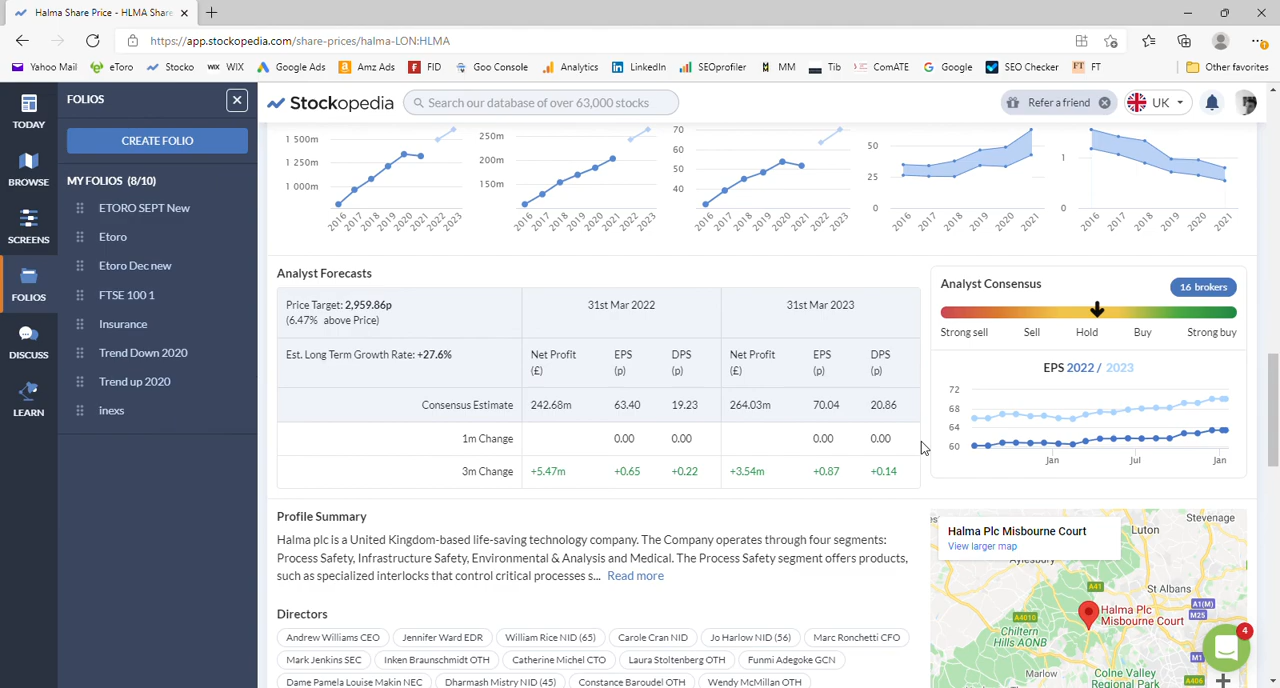 Halma Share Price - HLMA Share
https://app.stockopedia.com/share-prices/halma-LON:HLMA
Yahoo Mail eToro Stocko WIX WIX Google Ads a Amz Ads F FID Goo Console Analytics LinkedIn SEOprofiler MM Tib ComATE G Google SEO Checker FT FT Other favorites
TODAY
BROWSE
SCREENS
FOLIOS
DISCUSS
LEARN
FOLIOS
CREATE FOLIO
MY FOLIOS (8/10)
ETORO SEPT New
Etoro
Etoro Dec new
FTSE 100 1
Insurance
Trend Down 2020
Trend up 2020
inexs
Stockopedia
Search our database of over 63,000 stocks
Refer a friend
UK
1 500m
1 250m
1 000m
2016 2017 2018 2019 2020 2021 2022 2023
250m
200m
150m
2016 2017 2018 2019 2020 2021 2022 2023
70
60
50
40
2016 2017 2018 2019 2020 2021 2022 2023
50
25
0
2016 2017 2018 2019 2020 2021
1
0
2016 2017 2018 2019 2020 2021
Analyst Forecasts
Price Target: 2,959.86p
(6.47% above Price)
31st Mar 2022 31st Mar 2023
Est. Long Term Growth Rate: +27.6%
Net Profit (£) EPS (p) DPS (p) Net Profit (£) EPS (p) DPS (p)
Consensus Estimate 242.68m 63.40 19.23 264.03m 70.04 20.86
1m Change 0.00 0.00 0.00 0.00
3m Change +5.47m +0.65 +0.22 +3.54m +0.87 +0.14
Analyst Consensus
16 brokers
Strong sell Sell Hold Buy Strong buy
EPS 2022 / 2023
72
68
64
60
Jan Jul Jan
Profile Summary
Halma plc is a United Kingdom-based life-saving technology company. The Company operates through four segments:
Process Safety, Infrastructure Safety, Environmental & Analysis and Medical. The Process Safety segment offers products,
such as specialized interlocks that control critical processes s... Read more
Directors
Andrew Williams CEO Jennifer Ward EDR William Rice NID (65) Carole Cran NID Jo Harlow NID (56) Marc Ronchetti CFO
Mark Jenkins SEC Inken Braunschmidt OTH Catherine Michel CTO Laura Stoltenberg OTH Funmi Adegoke GCN
Dame Pamela Louise Makin NEC Dharmash Mistry NID (45) Constance Baroudel OTH Wendy McMillan OTH
Halma Plc Misbourne Court
View larger map
Stevenage
Luton
Aylesbury
A41
St Albans
A1(M)
M25
Halma Plc
Misbourne Court
A4010
Chiltern
Hills AONB
M1
Marlow
Colne Valley
Regional Park
A406
4